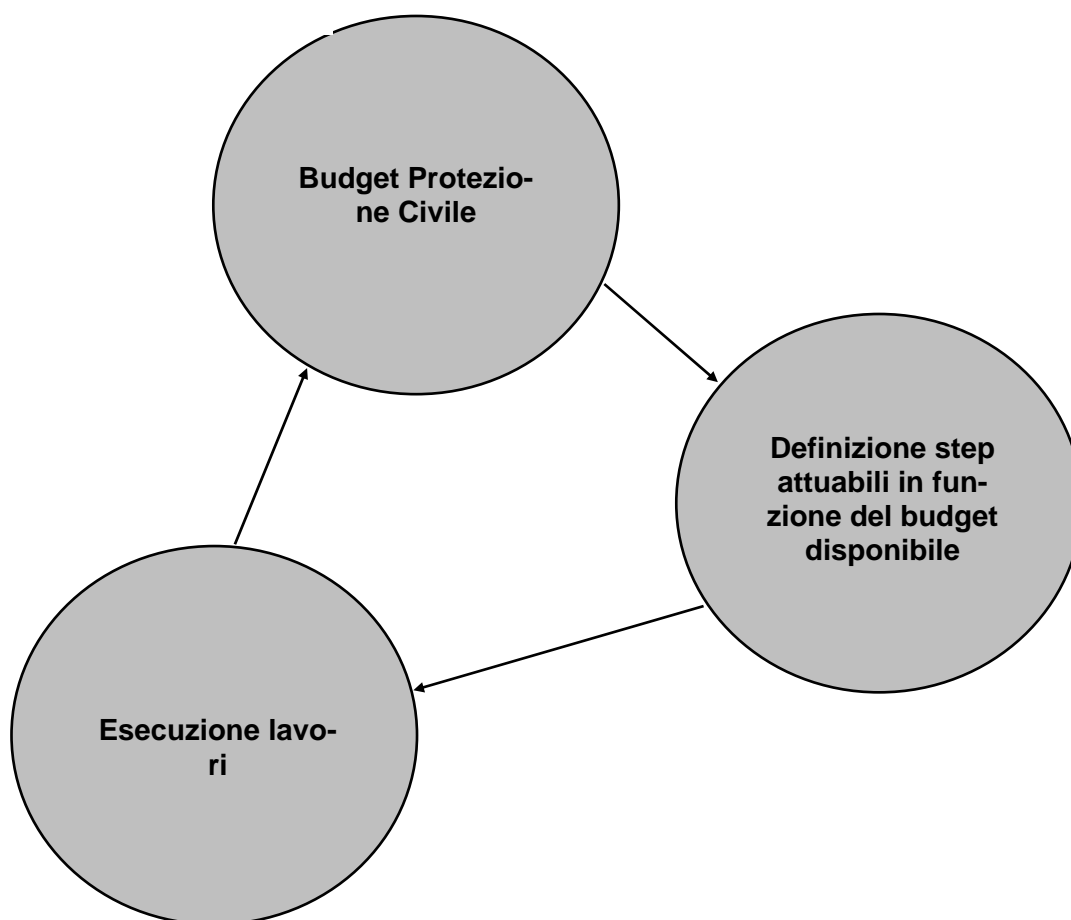 Budget Protezio-
ne Civile
Definizione step
attuabili in fun-
zione del budget
disponibile
Esecuzione lavo-
ri